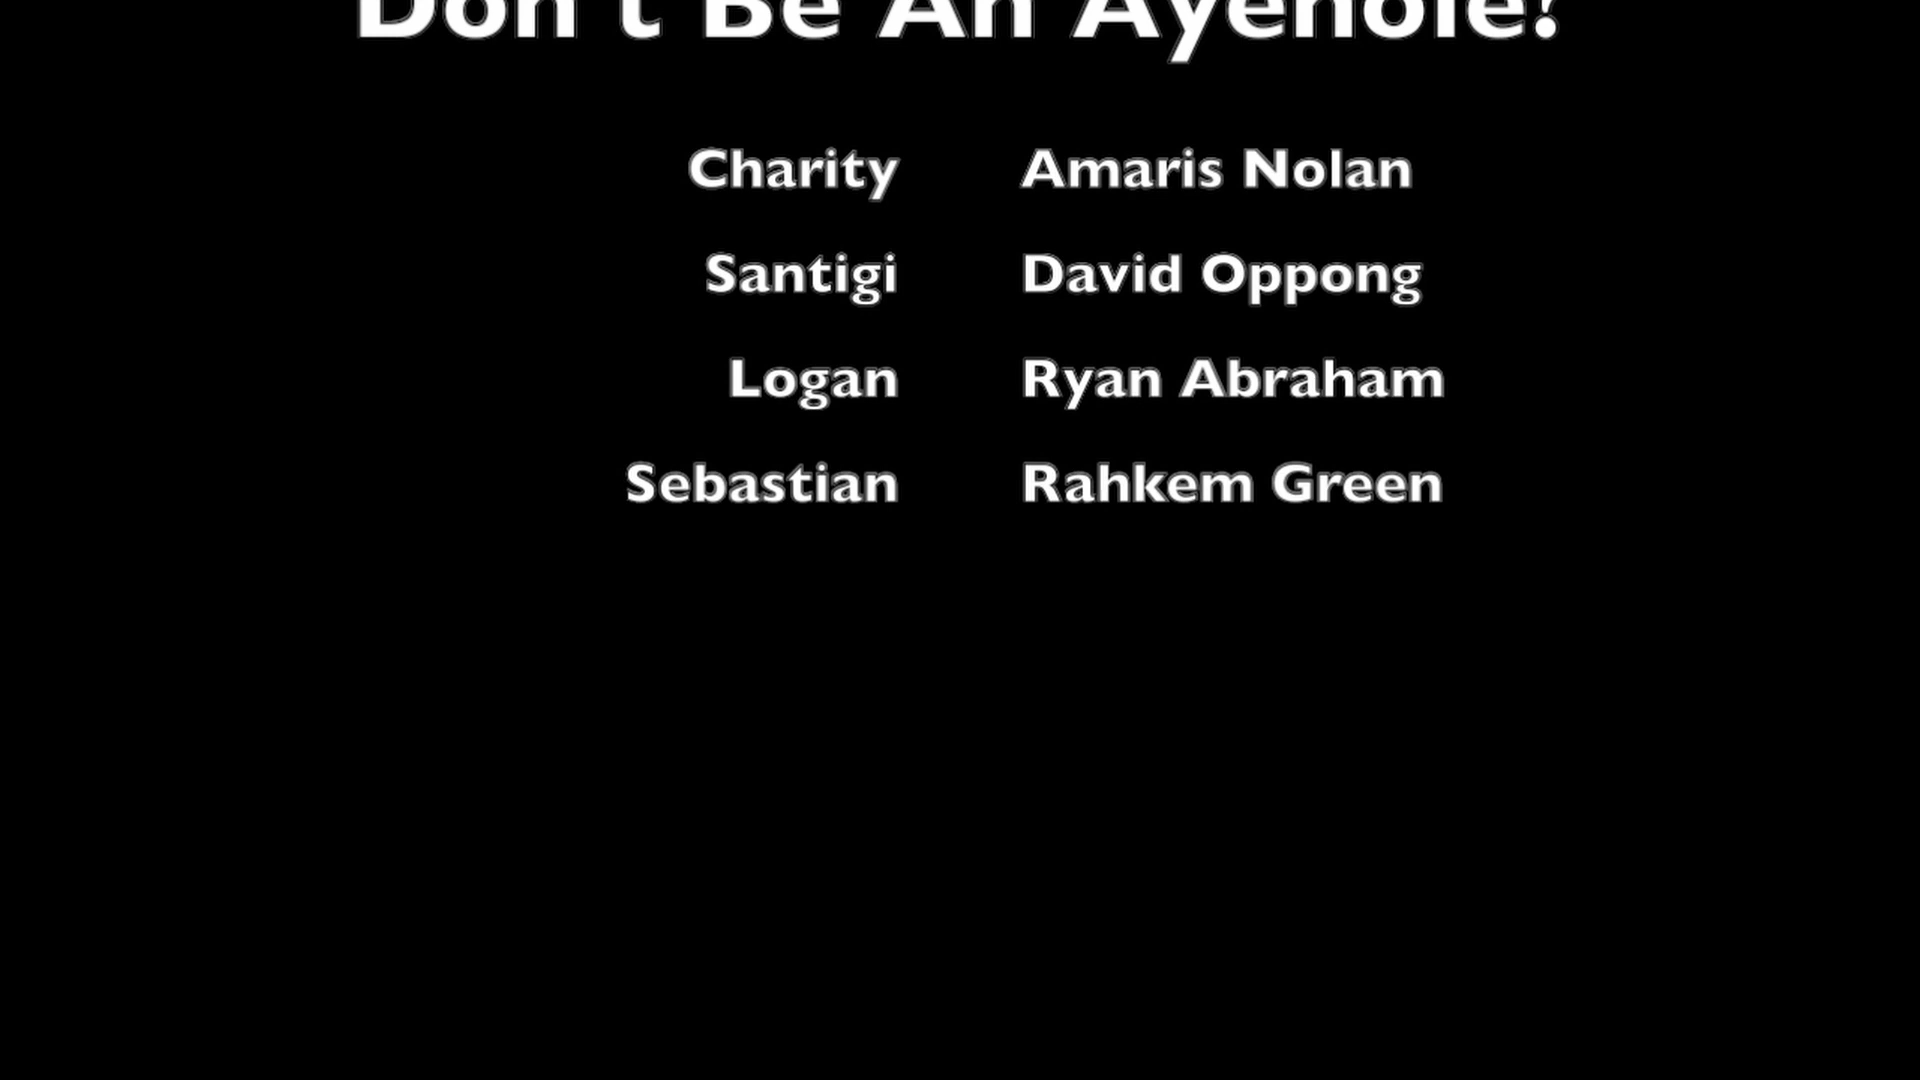 Don't Be An Ayehole!
Charity Amaris Nolan
Santigi David Oppong
Logan Ryan Abraham
Sebastian Rahkem Green